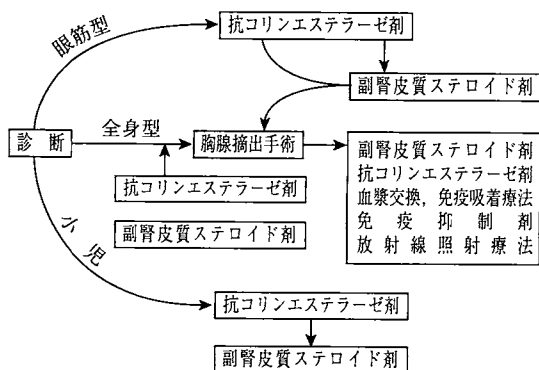 眼筋型
抗コリンエステラーゼ剤
副腎皮質ステロイド剤
診断
全身型
胸腺摘出手術
抗コリンエステラーゼ剤
副腎皮質ステロイド剤
副腎皮質ステロイド剤
抗コリンエステラーゼ剤
血漿交換，免疫吸着療法
免疫抑制剤
放射線照射療法
小児
抗コリンエステラーゼ剤
副腎皮質ステロイド剤